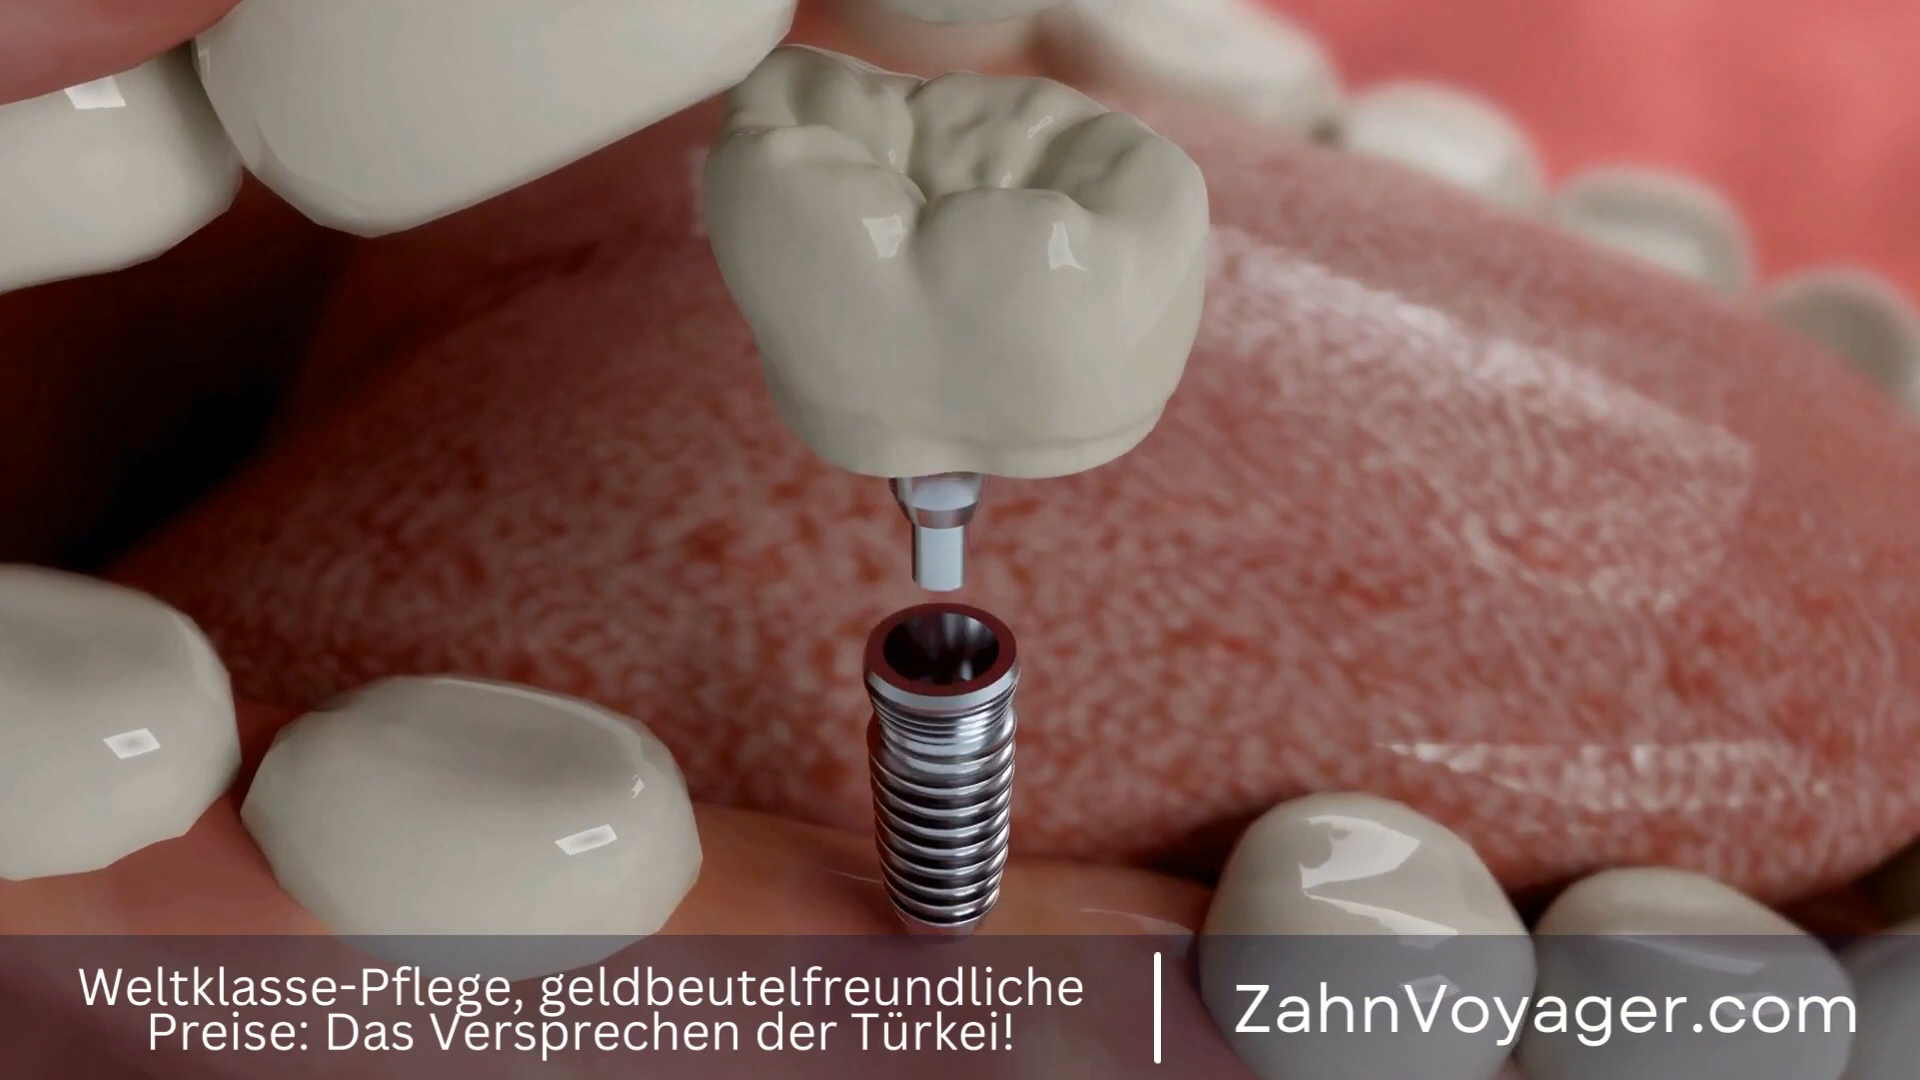 Weltklasse-Pflege, geldbeutelfreundliche
Preise: Das Versprechen der Türkei!
ZahnVoyager.com